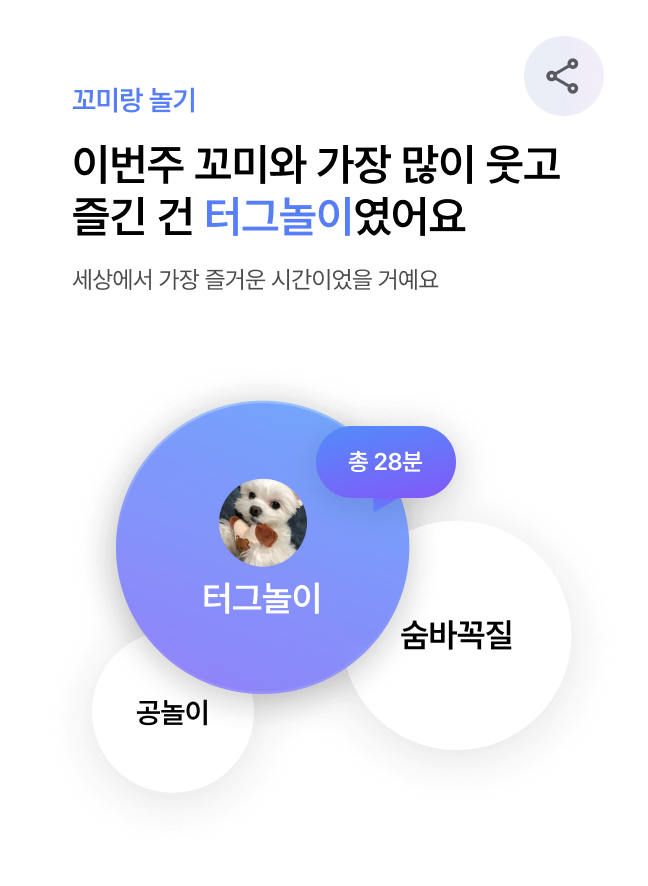 꼬미랑 놀기
이번주 꼬미와 가장 많이 웃고
즐긴 건 터그놀이였어요
세상에서 가장 즐거운 시간이었을 거예요
총 28분
터그놀이
숨바꼭질
공놀이